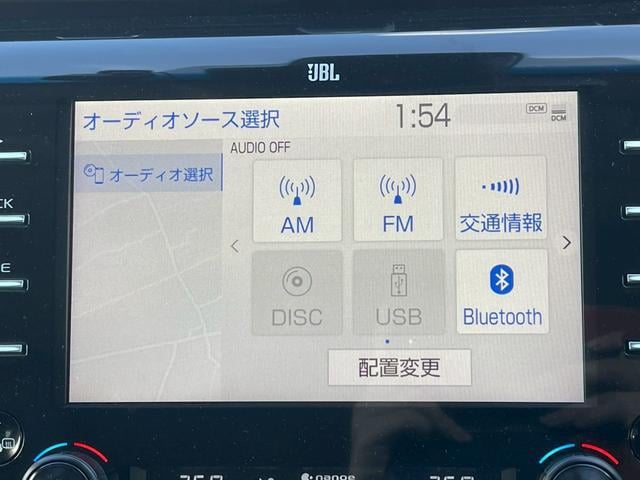 JBL
オーディオソース選択
1:54
DCM
DCM
AUDIO OFF
オーディオ選択
AM
FM
交通情報
DISC
USB
Bluetooth
配置変更